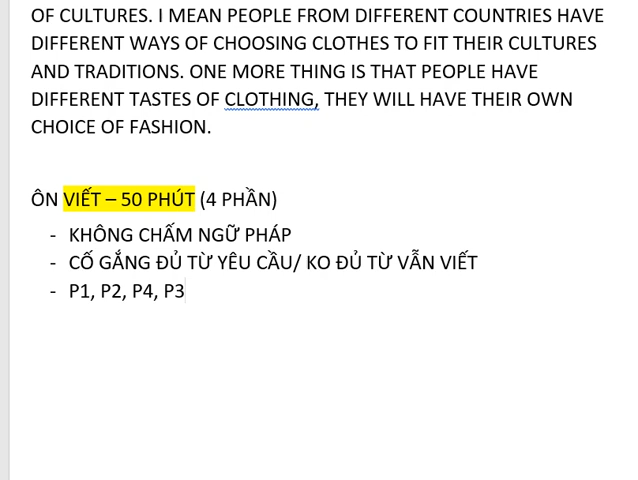 OF CULTURES. I MEAN PEOPLE FROM DIFFERENT COUNTRIES HAVE
DIFFERENT WAYS OF CHOOSING CLOTHES TO FIT THEIR CULTURES
AND TRADITIONS. ONE MORE THING IS THAT PEOPLE HAVE
DIFFERENT TASTES OF CLOTHING, THEY WILL HAVE THEIR OWN
CHOICE OF FASHION.
ÔN VIẾT – 50 PHÚT (4 PHẦN)
- KHÔNG CHẤM NGỮ PHÁP
- CỐ GẮNG ĐỦ TỪ YÊU CẦU/ KO ĐỦ TỪ VẪN VIẾT
- P1, P2, P4, P3